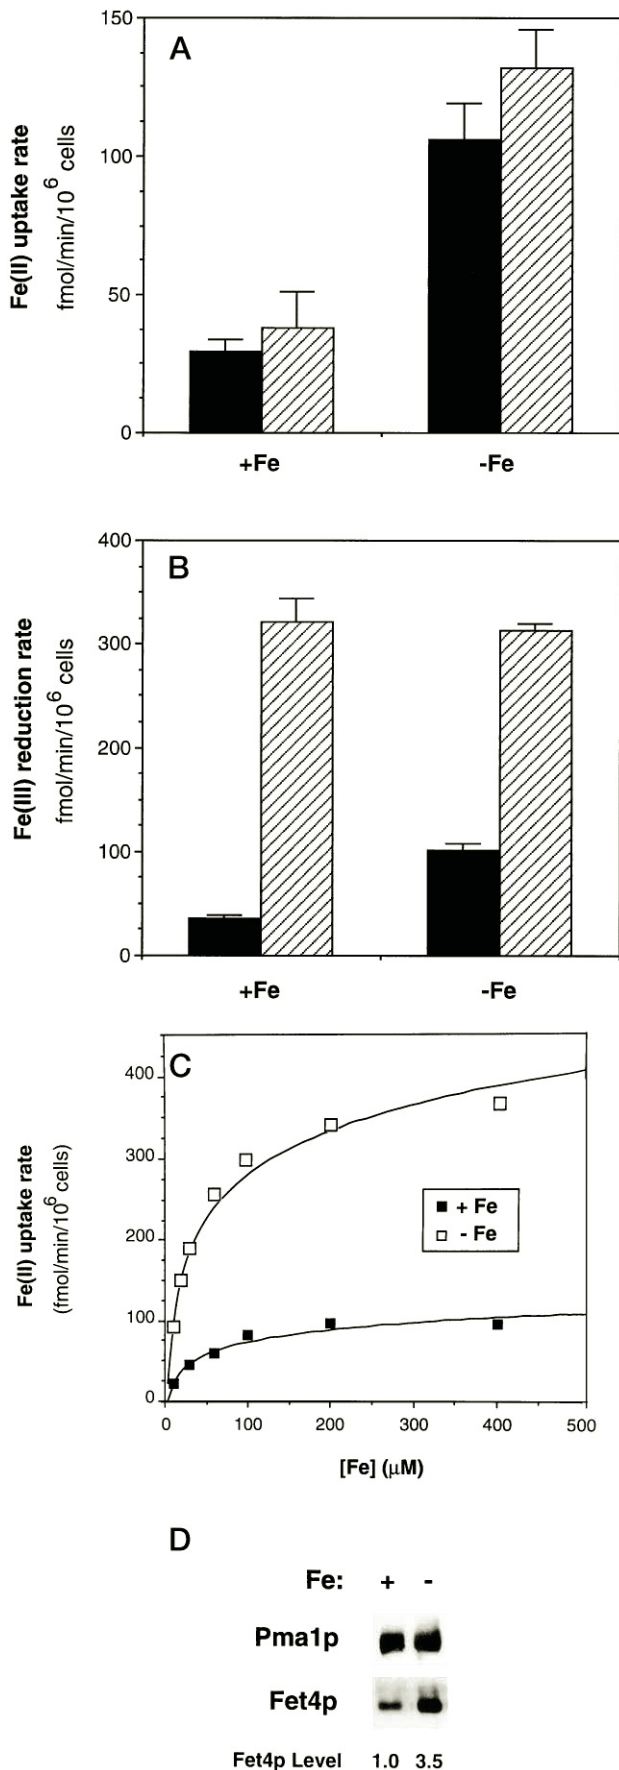 A
Fe(II) uptake rate
fmol/min/10^6 cells
150
100
50
0
+Fe
-Fe
B
Fe(III) reduction rate
fmol/min/10^6 cells
400
300
200
100
0
+Fe
-Fe
C
Fe(II) uptake rate
(fmol/min/10^6 cells)
400
300
200
100
0
+ Fe
- Fe
0 100 200 300 400 500
[Fe] (μM)
D
Fe: + -
Pma1p
Fet4p
Fet4p Level 1.0 3.5